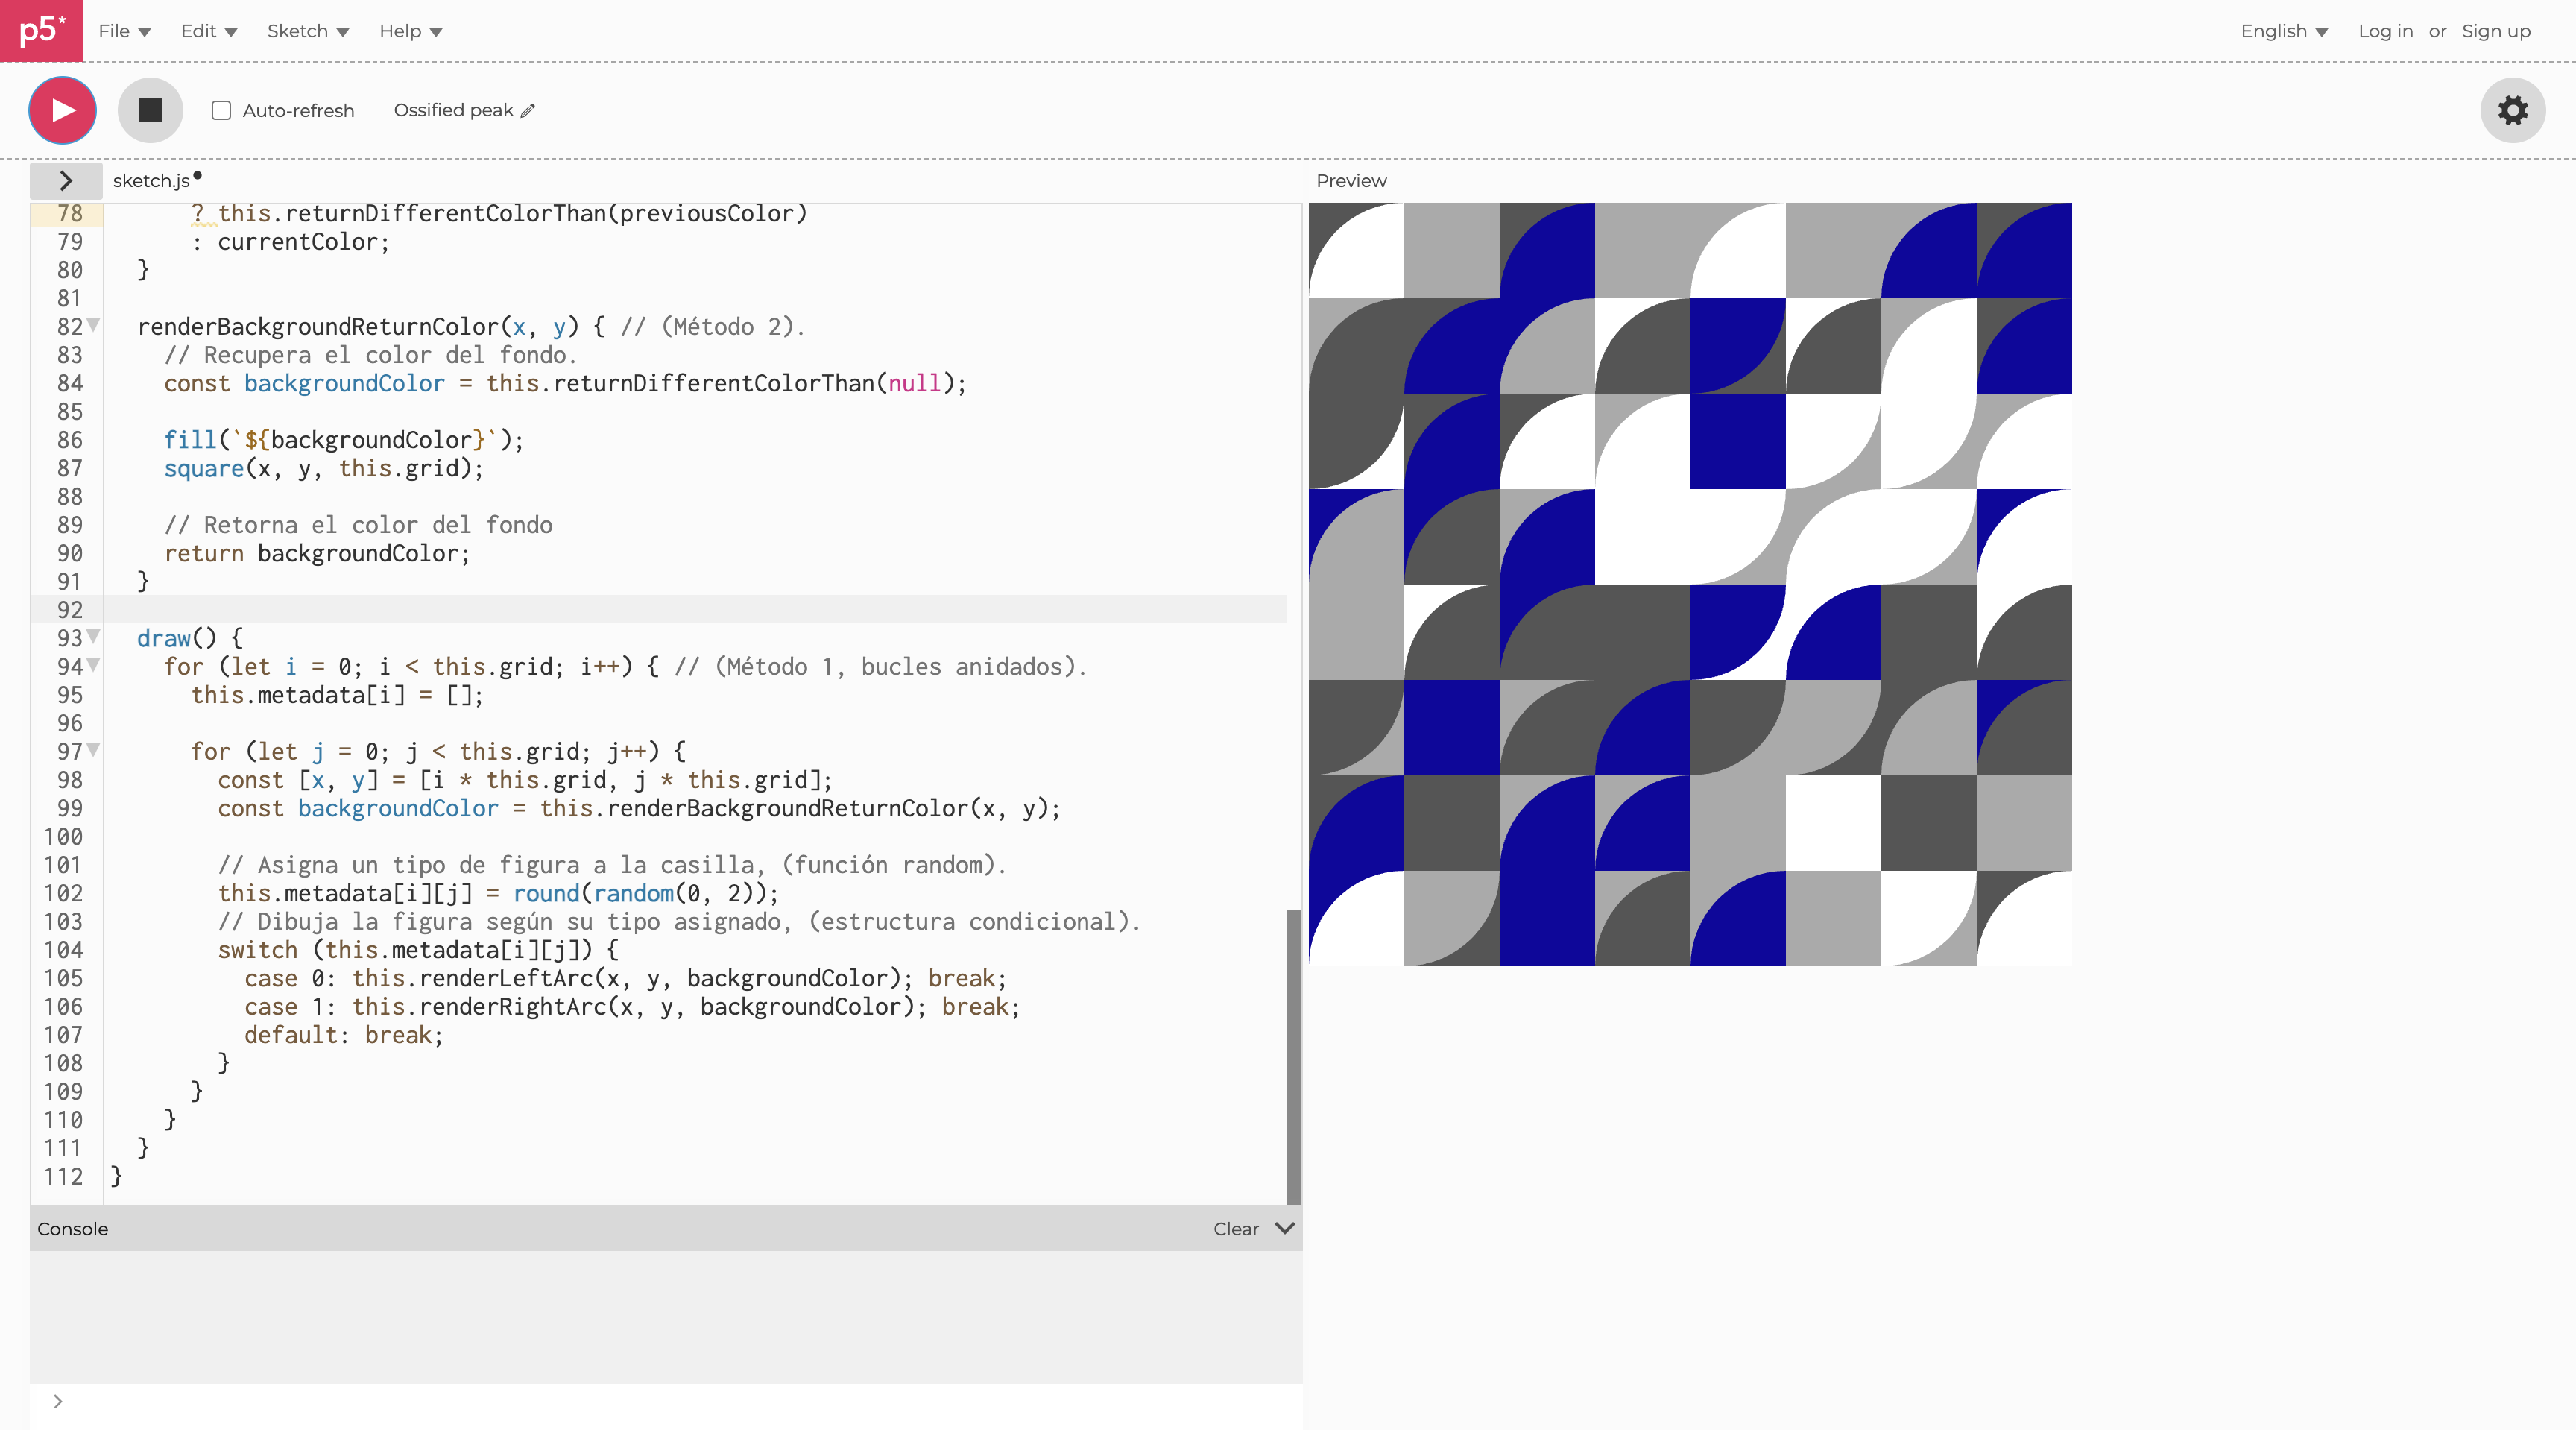 p5*
File Edit Sketch Help English Log in or Sign up
Auto-refresh Ossified peak
sketch.js Preview
78 ? this.returnDifferentColorThan(previousColor)
79 : currentColor;
80 }
81
82 renderBackgroundReturnColor(x, y) { // (Método 2).
83 // Recupera el color del fondo.
84 const backgroundColor = this.returnDifferentColorThan(null);
85
86 fill(`${backgroundColor}`);
87 square(x, y, this.grid);
88
89 // Retorna el color del fondo
90 return backgroundColor;
91 }
92
93 draw() {
94 for (let i = 0; i < this.grid; i++) { // (Método 1, bucles anidados).
95 this.metadata[i] = [];
96
97 for (let j = 0; j < this.grid; j++) {
98 const [x, y] = [i * this.grid, j * this.grid];
99 const backgroundColor = this.renderBackgroundReturnColor(x, y);
100
101 // Asigna un tipo de figura a la casilla, (función random).
102 this.metadata[i][j] = round(random(0, 2));
103 // Dibuja la figura según su tipo asignado, (estructura condicional).
104 switch (this.metadata[i][j]) {
105 case 0: this.renderLeftArc(x, y, backgroundColor); break;
106 case 1: this.renderRightArc(x, y, backgroundColor); break;
107 default: break;
108 }
109 }
110 }
111 }
112 }
Console Clear
>